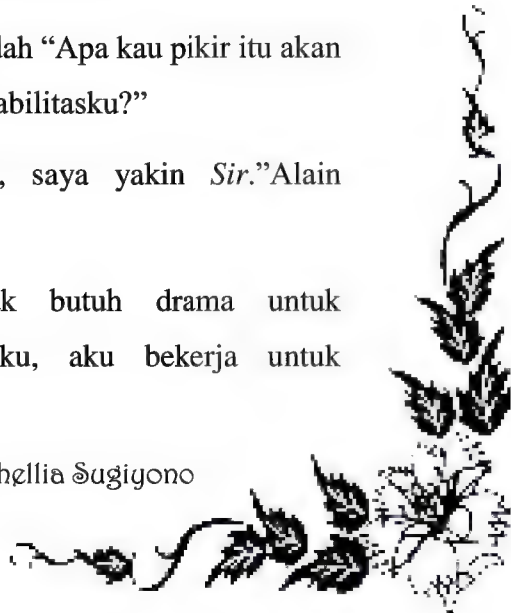 dah “Apa kau pikir itu akan
abilitasku?”
, saya yakin Sir.”Alain
k butuh drama untuk
ku, aku bekerja untuk
hellia Sugiyono